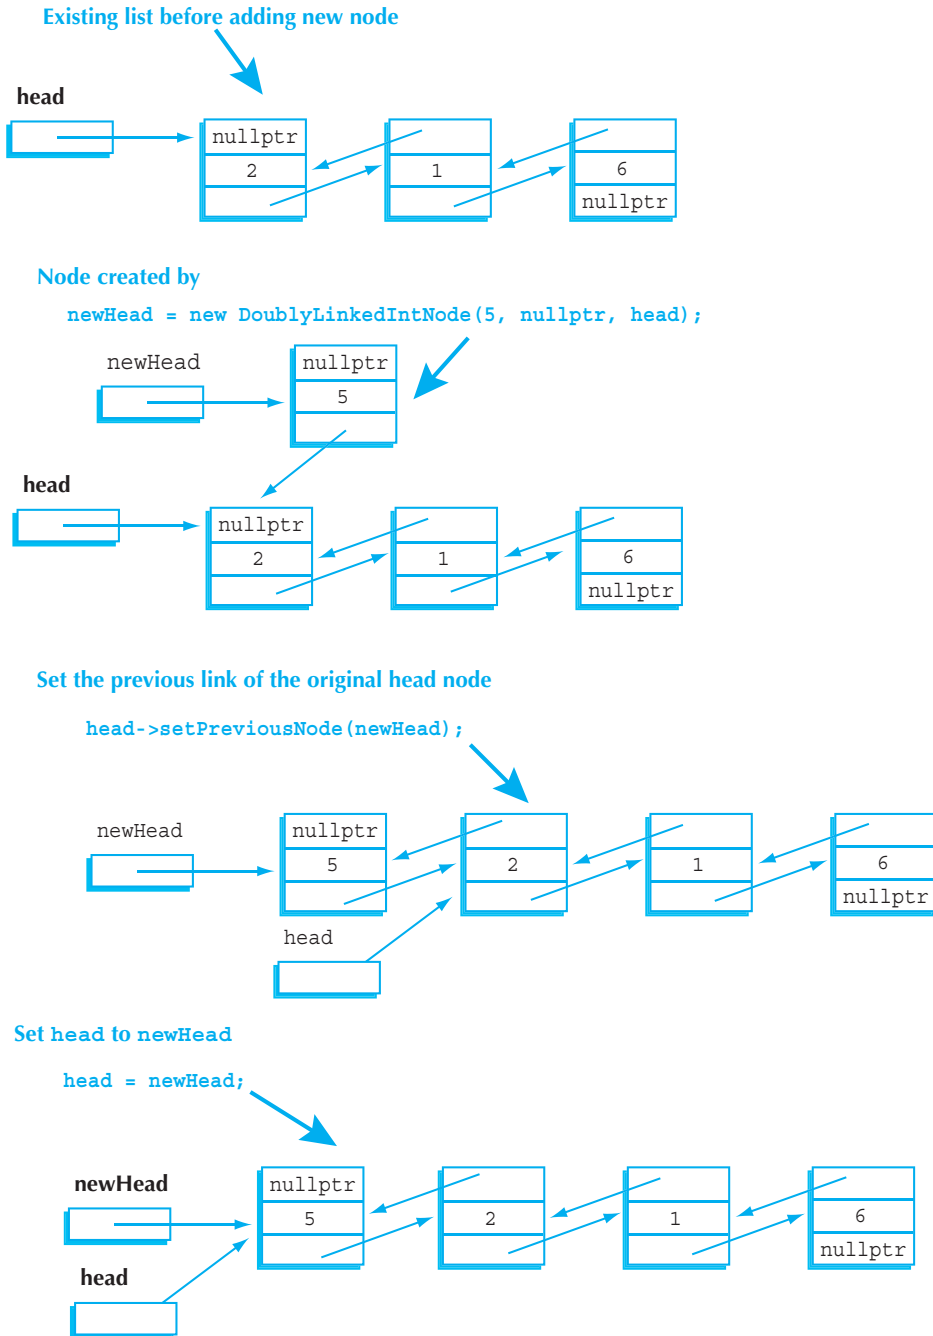 Existing list before adding new node
head
nullptr
2
1
6
nullptr
Node created by
newHead = new DoublyLinkedIntNode(5, nullptr, head);
newHead
nullptr
5
head
nullptr
2
1
6
nullptr
Set the previous link of the original head node
head->setPreviousNode(newHead);
newHead
nullptr
5
2
1
6
nullptr
head
Set head to newHead
head = newHead;
newHead
nullptr
5
2
1
6
nullptr
head